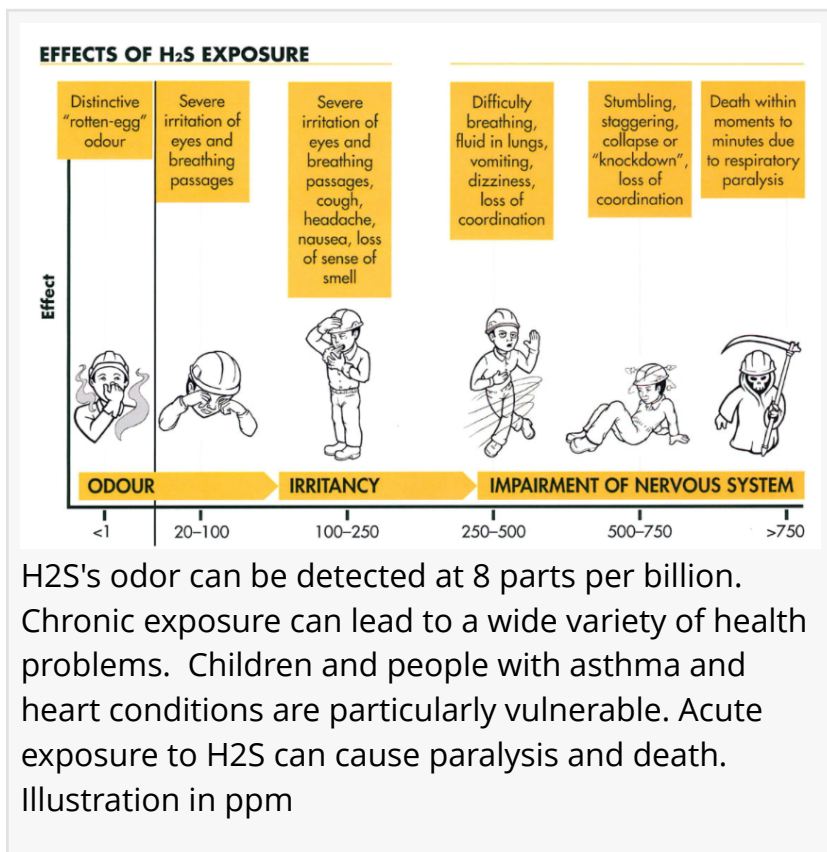 EFFECTS OF H₂S EXPOSURE
Distinctive
"rotten-egg"
odour
Severe
irritation of
eyes and
breathing
passages
Severe
irritation of
eyes and
breathing
passages,
cough,
headache,
nausea, loss
of sense of
smell
Difficulty
breathing,
fluid in lungs,
vomiting,
dizziness,
loss of
coordination
Stumbling,
staggering,
collapse or
"knockdown",
loss of
coordination
Death within
moments to
minutes due
to respiratory
paralysis
Effect
ODOUR
IRRITANCY
IMPAIRMENT OF NERVOUS SYSTEM
<1
20–100
100–250
250–500
500–750
>750
H2S's odor can be detected at 8 parts per billion.
Chronic exposure can lead to a wide variety of health
problems.  Children and people with asthma and
heart conditions are particularly vulnerable. Acute
exposure to H2S can cause paralysis and death.
Illustration in ppm